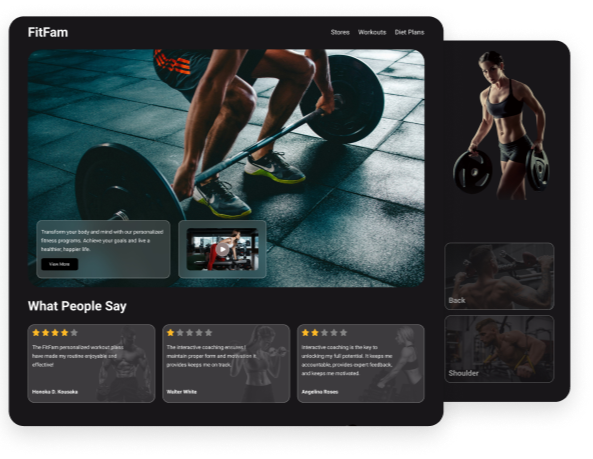 FitFam
Stores Workouts Diet Plans
Transform your body and mind with our personalized
fitness programs. Achieve your goals and live a
healthier, happier life.
View More
What People Say
The FitFam personalized workout plans
have made my routine enjoyable and
effective!
Honoka D. Kousaka
The interactive coaching ensures I
maintain proper form and motivation. It
provides keeps me on track.
Walter White
Interactive coaching is the key to
unlocking my full potential. It keeps me
accountable, provides expert feedback,
and keeps me motivated.
Angelina Roses
Back
Shoulder